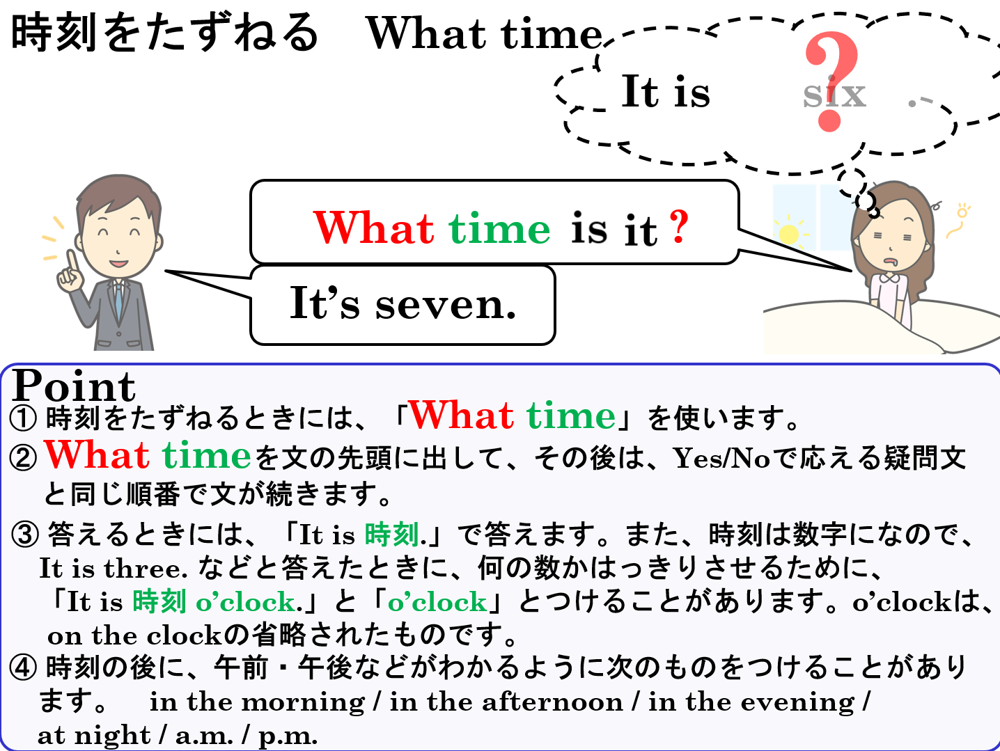 時刻をたずねる　What time
It is six .
?
What time is it ?
It's seven.
Point
① 時刻をたずねるときには、「What time」を使います。
② What timeを文の先頭に出して、その後は、Yes/Noで応える疑問文
と同じ順番で文が続きます。
③ 答えるときには、「It is 時刻.」で答えます。また、時刻は数字になので、
It is three. などと答えたときに、何の数かはっきりさせるために、
「It is 時刻 o'clock.」と「o'clock」とつけることがあります。o'clockは、
on the clockの省略されたものです。
④ 時刻の後に、午前・午後などがわかるように次のものをつけることがあり
ます。　in the morning / in the afternoon / in the evening /
at night / a.m. / p.m.